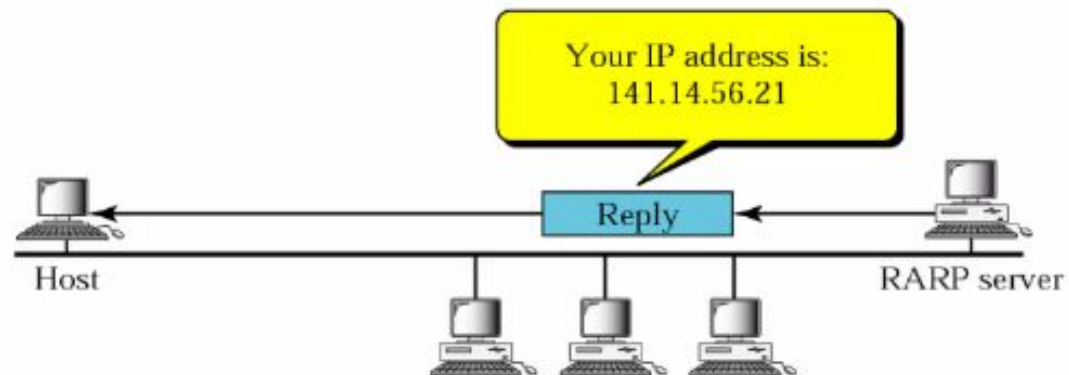 Your IP address is:
141.14.56.21
Reply
Host
RARP server